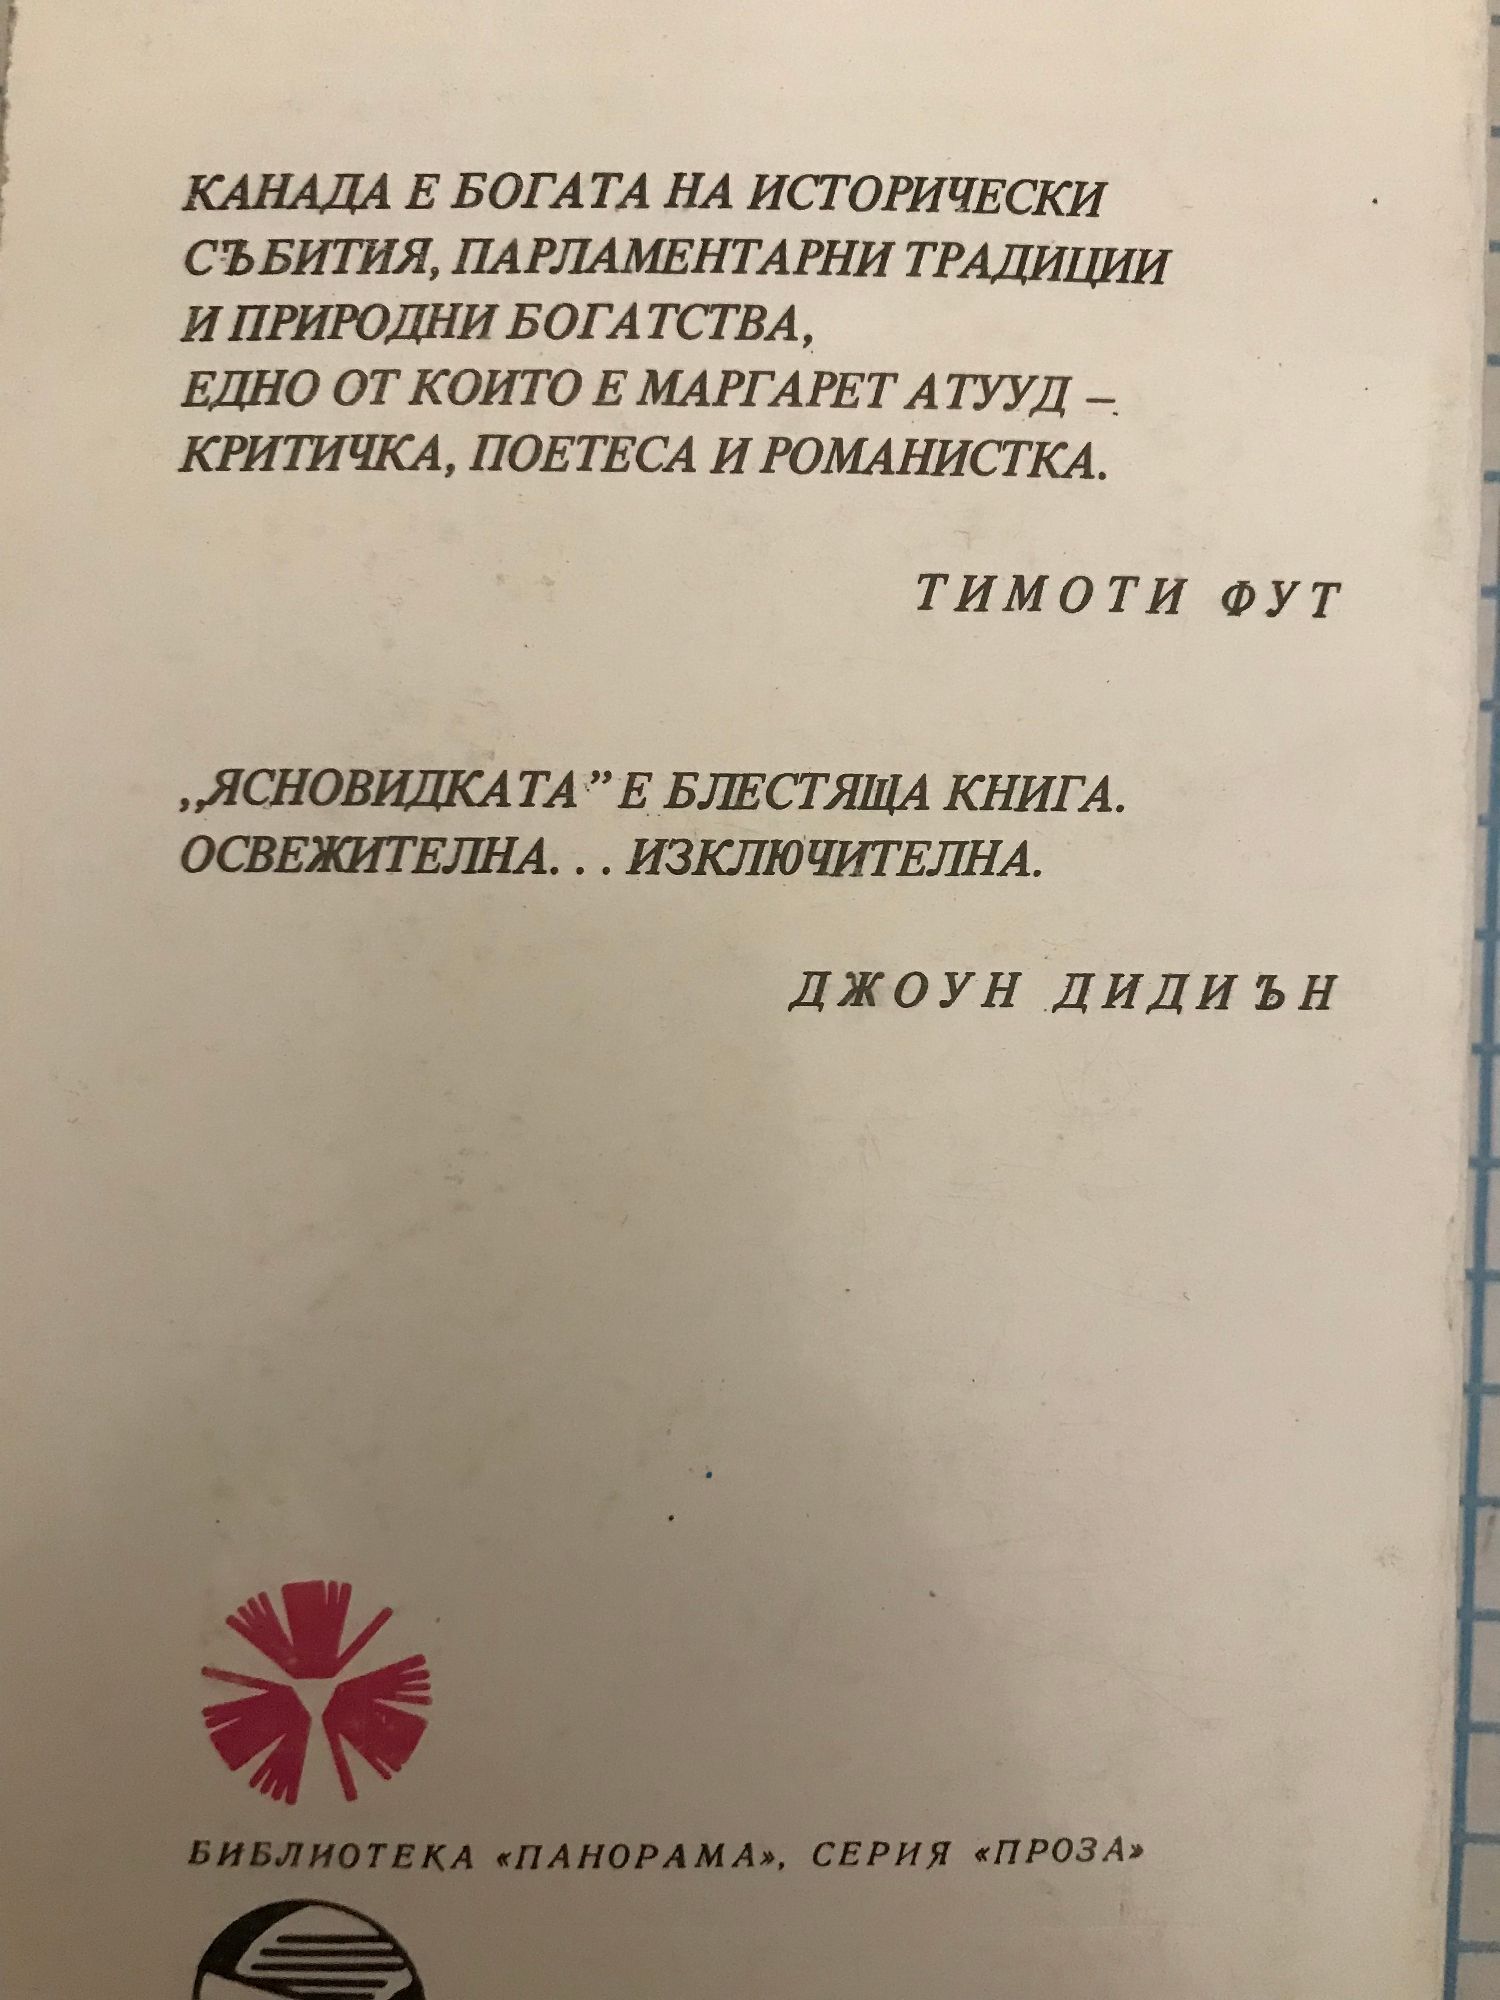 КАНАДА Е БОГАТА НА ИСТОРИЧЕСКИ
СЪБИТИЯ, ПАРЛАМЕНТАРНИ ТРАДИЦИИ
И ПРИРОДНИ БОГАТСТВА,
ЕДНО ОТ КОИТО Е МАРГАРЕТ АТУУД –
КРИТИЧКА, ПОЕТЕСА И РОМАНИСТКА.
ТИМОТИ ФУТ
„ЯСНОВИДКАТА” Е БЛЕСТЯЩА КНИГА.
ОСВЕЖИТЕЛНА... ИЗКЛЮЧИТЕЛНА.
ДЖОУН ДИДИЪН
БИБЛИОТЕКА «ПАНОРАМА», СЕРИЯ «ПРОЗА»